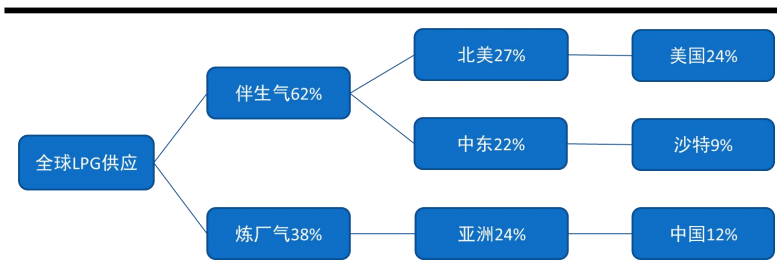 全球LPG供应
伴生气62%
炼厂气38%
北美27%
中东22%
亚洲24%
美国24%
沙特9%
中国12%